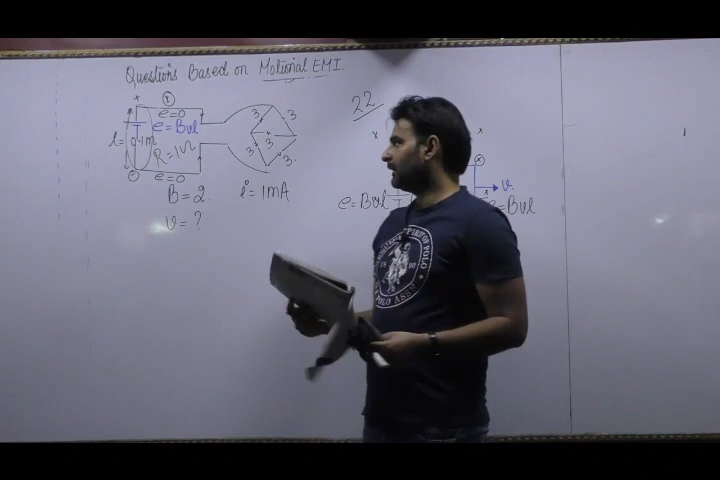 Questions Based on Motional EMI.
x
(x)
e=0
e= Bvl
l= 0.1m
R=1Ω
e=0
3
3
3
3
3
B=2
i=1mA
v= ?
22
x
x
(x)
v
x
e=Bvl
e=Bvl
POLO ASSN